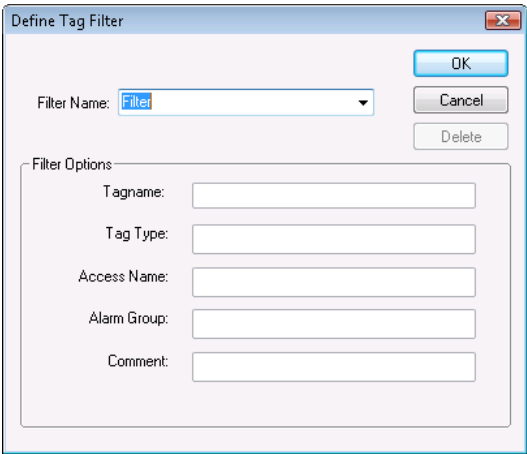 Define Tag Filter
OK
Filter Name: Filter
Cancel
Delete
Filter Options
Tagname:
Tag Type:
Access Name:
Alarm Group:
Comment: